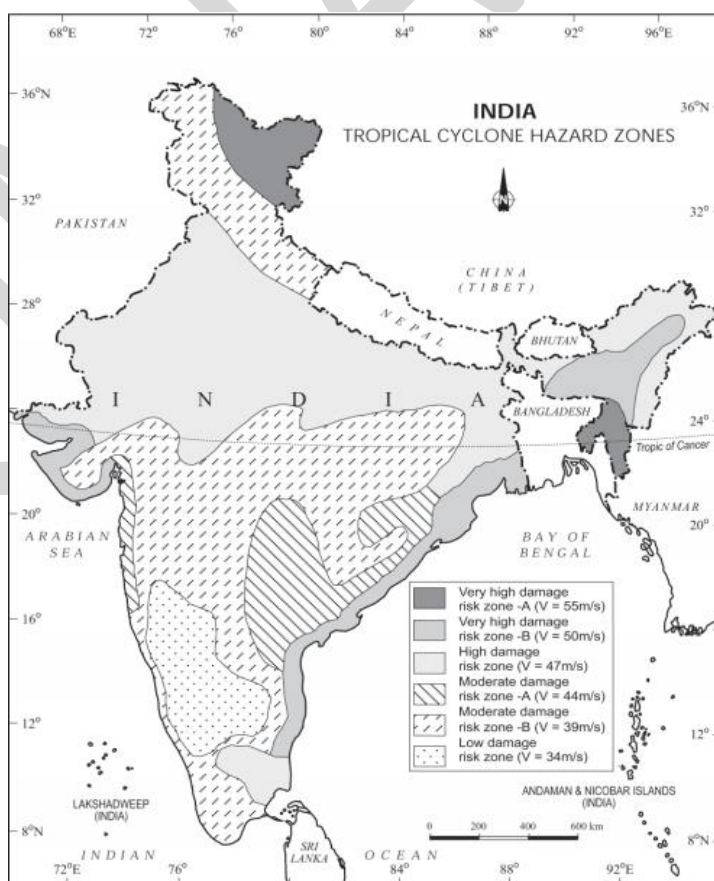 68°E 72° 76° 80° 84° 88° 92° 96°E
INDIA
TROPICAL CYCLONE HAZARD ZONES
36°N
36°N
N
32°
32°
PAKISTAN
CHINA
(TIBET)
28°
28°
NEPAL
BHUTAN
I N D I A
BANGLADESH
24°
24°
Tropic of Cancer
MYANMAR
20°
20°
ARABIAN
SEA
BAY OF
BENGAL
Very high damage
risk zone -A (V = 55m/s)
Very high damage
risk zone -B (V = 50m/s)
High damage
risk zone (V = 47m/s)
Moderate damage
risk zone -A (V = 44m/s)
Moderate damage
risk zone -B (V = 39m/s)
Low damage
risk zone (V = 34m/s)
16°
16°
12°
12°
LAKSHADWEEP
(INDIA)
ANDAMAN & NICOBAR ISLANDS
(INDIA)
0 200 400 600 km
8°N
8°N
SRI
LANKA
INDIAN OCEAN
72°E 76° 80° 84° 88° 92°E